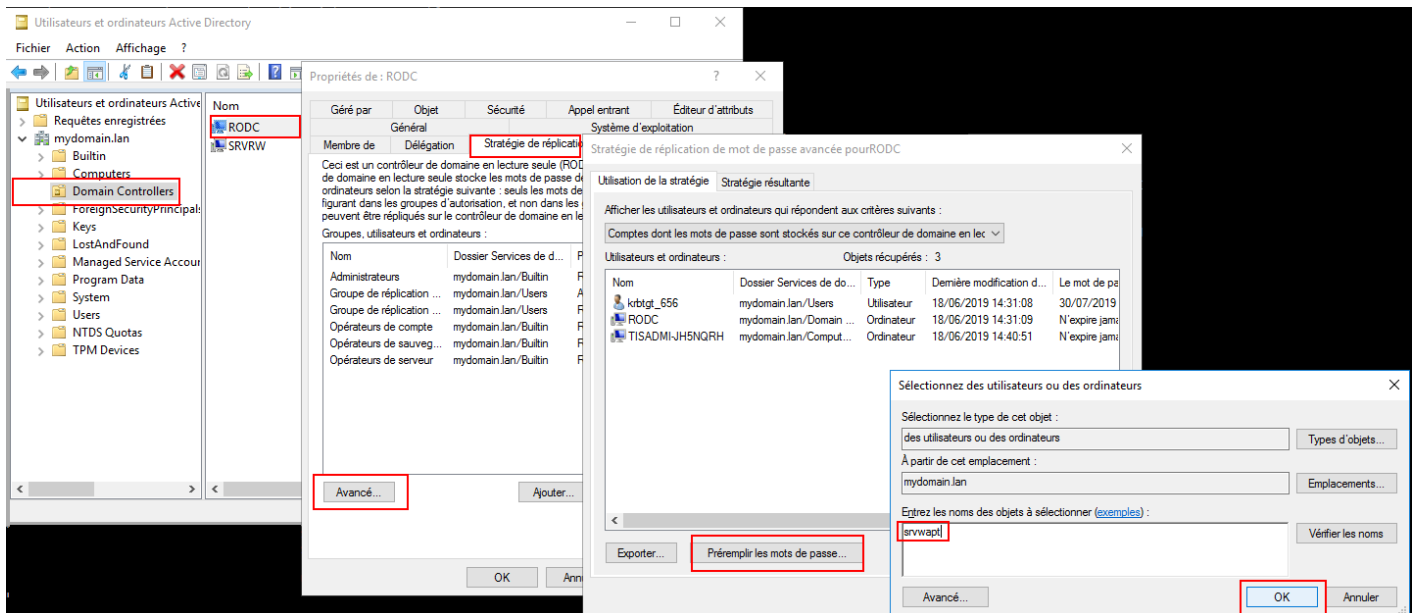 Utilisateurs et ordinateurs Active Directory
Fichier Action Affichage ?
Utilisateurs et ordinateurs Active
Requêtes enregistrées
mydomain.lan
Builtin
Computers
Domain Controllers
ForeignSecurityPrincipals
Keys
LostAndFound
Managed Service Accour
Program Data
System
Users
NTDS Quotas
TPM Devices
Nom
RODC
SRVRW
Propriétés de : RODC
? ×
Géré par Objet Sécurité Appel entrant Éditeur d'attributs
Général Système d'exploitation
Membre de Délégation Stratégie de réplicatio
Ceci est un contrôleur de domaine en lecture seule (ROD
de domaine en lecture seule stocke les mots de passe de
ordinateurs selon la stratégie suivante : seuls les mots de
figurant dans les groupes d'autorisation, et non dans les
peuvent être répliqués sur le contrôleur de domaine en le
Groupes, utilisateurs et ordinateurs :
Nom Dossier Services de d... P
Administrateurs mydomain.lan/Builtin R
Groupe de réplication ... mydomain.lan/Users A
Groupe de réplication ... mydomain.lan/Users R
Opérateurs de compte mydomain.lan/Builtin R
Opérateurs de sauveg... mydomain.lan/Builtin R
Opérateurs de serveur mydomain.lan/Builtin R
Avancé... Ajouter...
OK Ann
Stratégie de réplication de mot de passe avancée pourRODC
Utilisation de la stratégie Stratégie résultante
Afficher les utilisateurs et ordinateurs qui répondent aux critères suivants :
Comptes dont les mots de passe sont stockés sur ce contrôleur de domaine en lec
Utilisateurs et ordinateurs : Objets récupérés : 3
Nom Dossier Services de do... Type Dernière modification d... Le mot de pa
krbtgt_656 mydomain.lan/Users Utilisateur 18/06/2019 14:31:08 30/07/2019
RODC mydomain.lan/Domain ... Ordinateur 18/06/2019 14:31:09 N'expire jama
TISADMI-JH5NQRH mydomain.lan/Comput... Ordinateur 18/06/2019 14:40:51 N'expire jama
Exporter... Préremplir les mots de passe...
Sélectionnez des utilisateurs ou des ordinateurs
Sélectionnez le type de cet objet :
des utilisateurs ou des ordinateurs Types d'objets...
À partir de cet emplacement :
mydomain.lan Emplacements...
Entrez les noms des objets à sélectionner (exemples) :
srvwapt Vérifier les noms
Avancé... OK Annuler